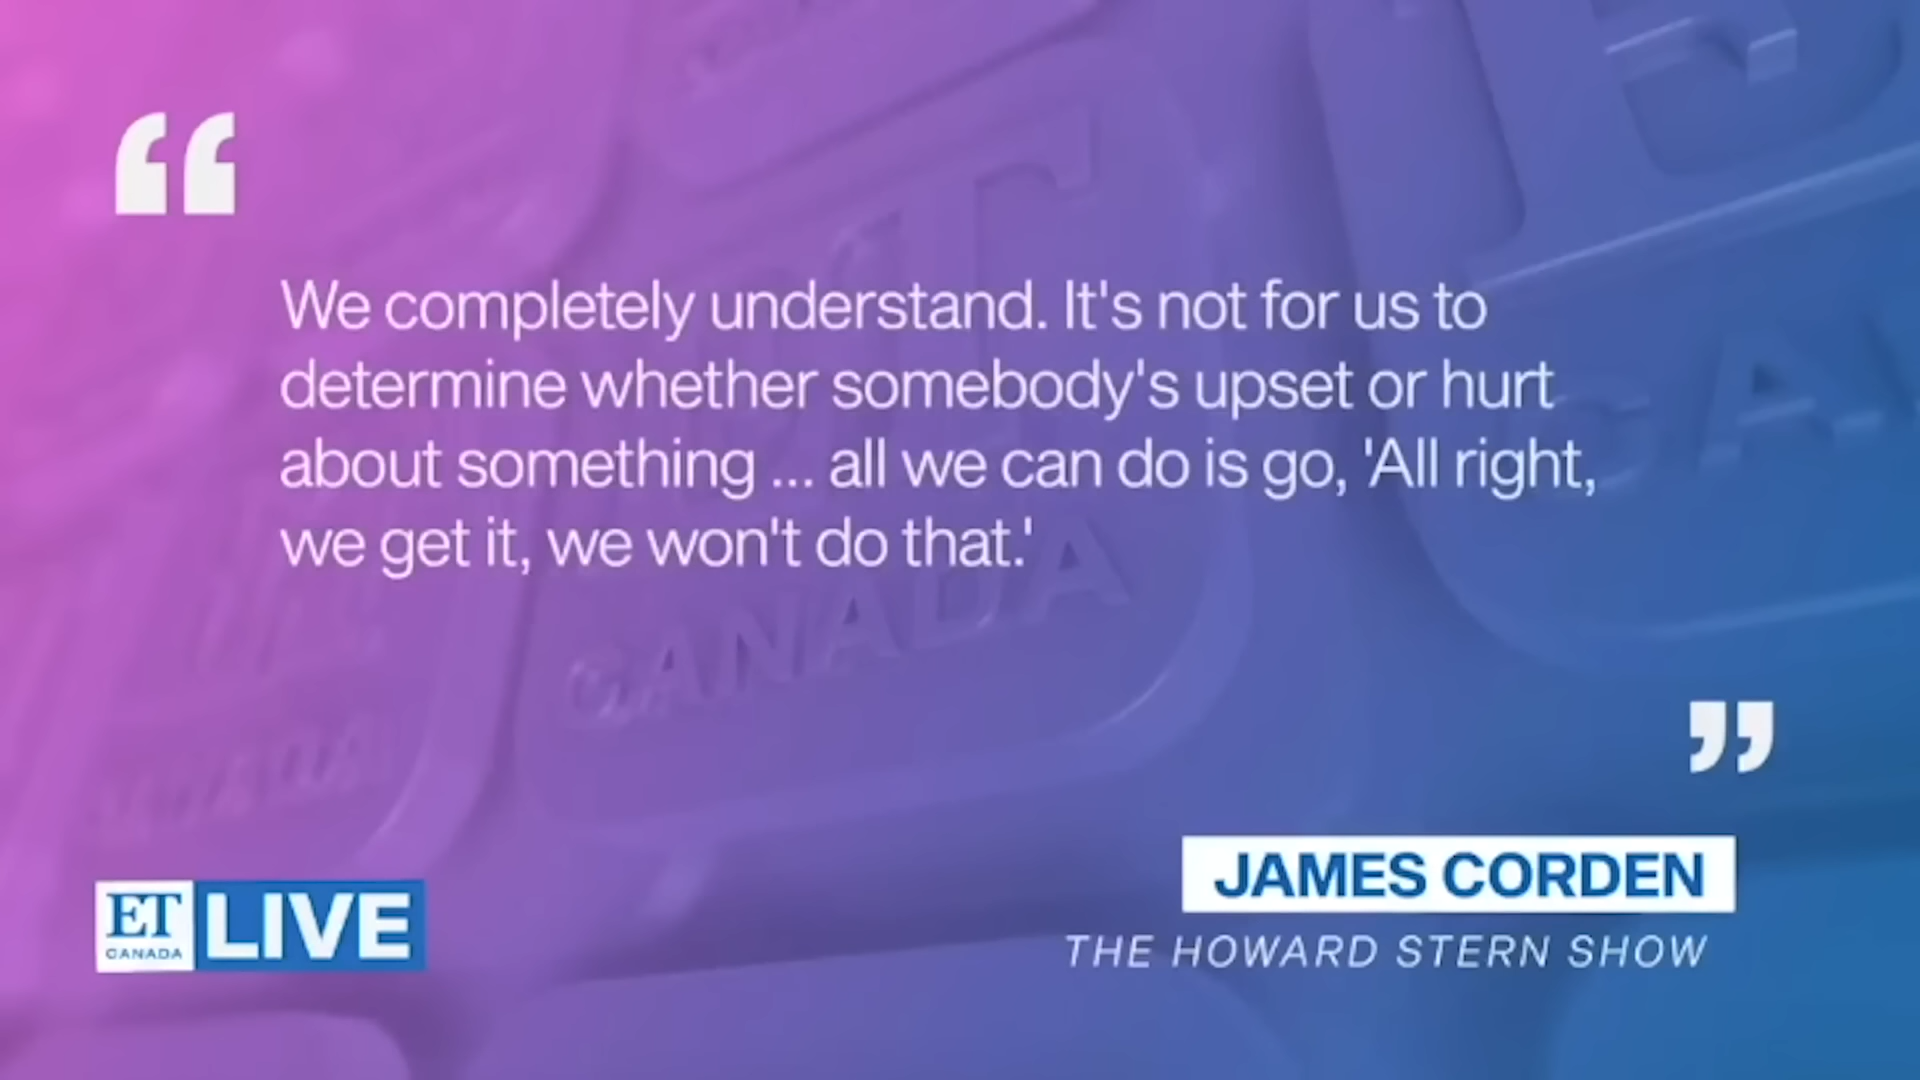 “
We completely understand. It's not for us to
determine whether somebody's upset or hurt
about something ... all we can do is go, 'All right,
we get it, we won't do that.'
”
JAMES CORDEN
THE HOWARD STERN SHOW
ET
CANADA
LIVE
CANADA